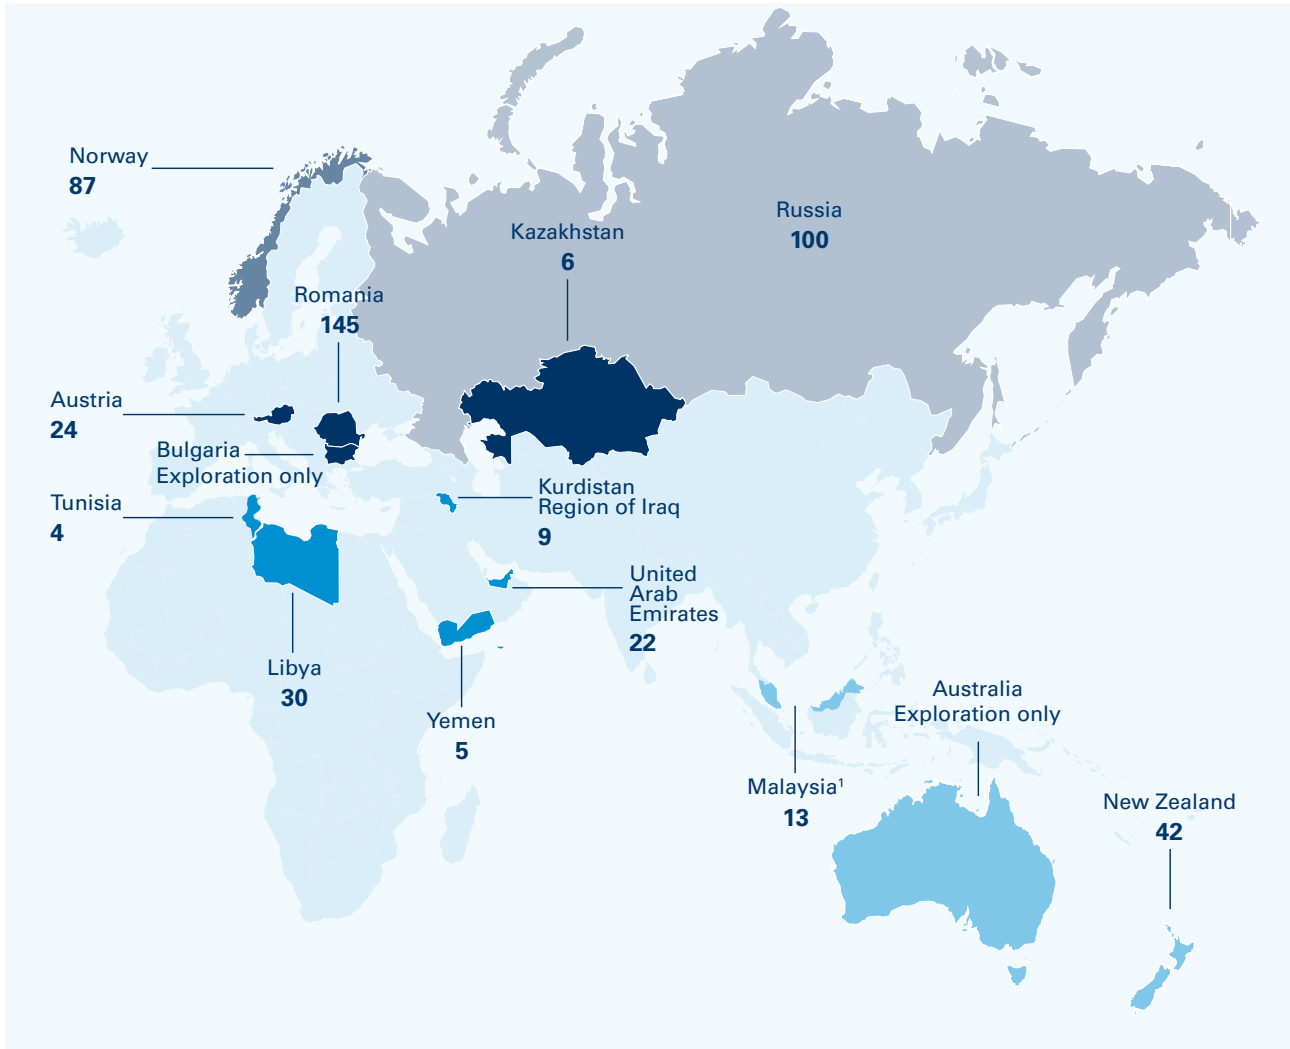 Norway
87
Russia
100
Kazakhstan
6
Romania
145
Austria
24
Bulgaria
Exploration only
Tunisia
4
Kurdistan
Region of Iraq
9
United
Arab
Emirates
22
Libya
30
Yemen
5
Australia
Exploration only
Malaysia¹
13
New Zealand
42